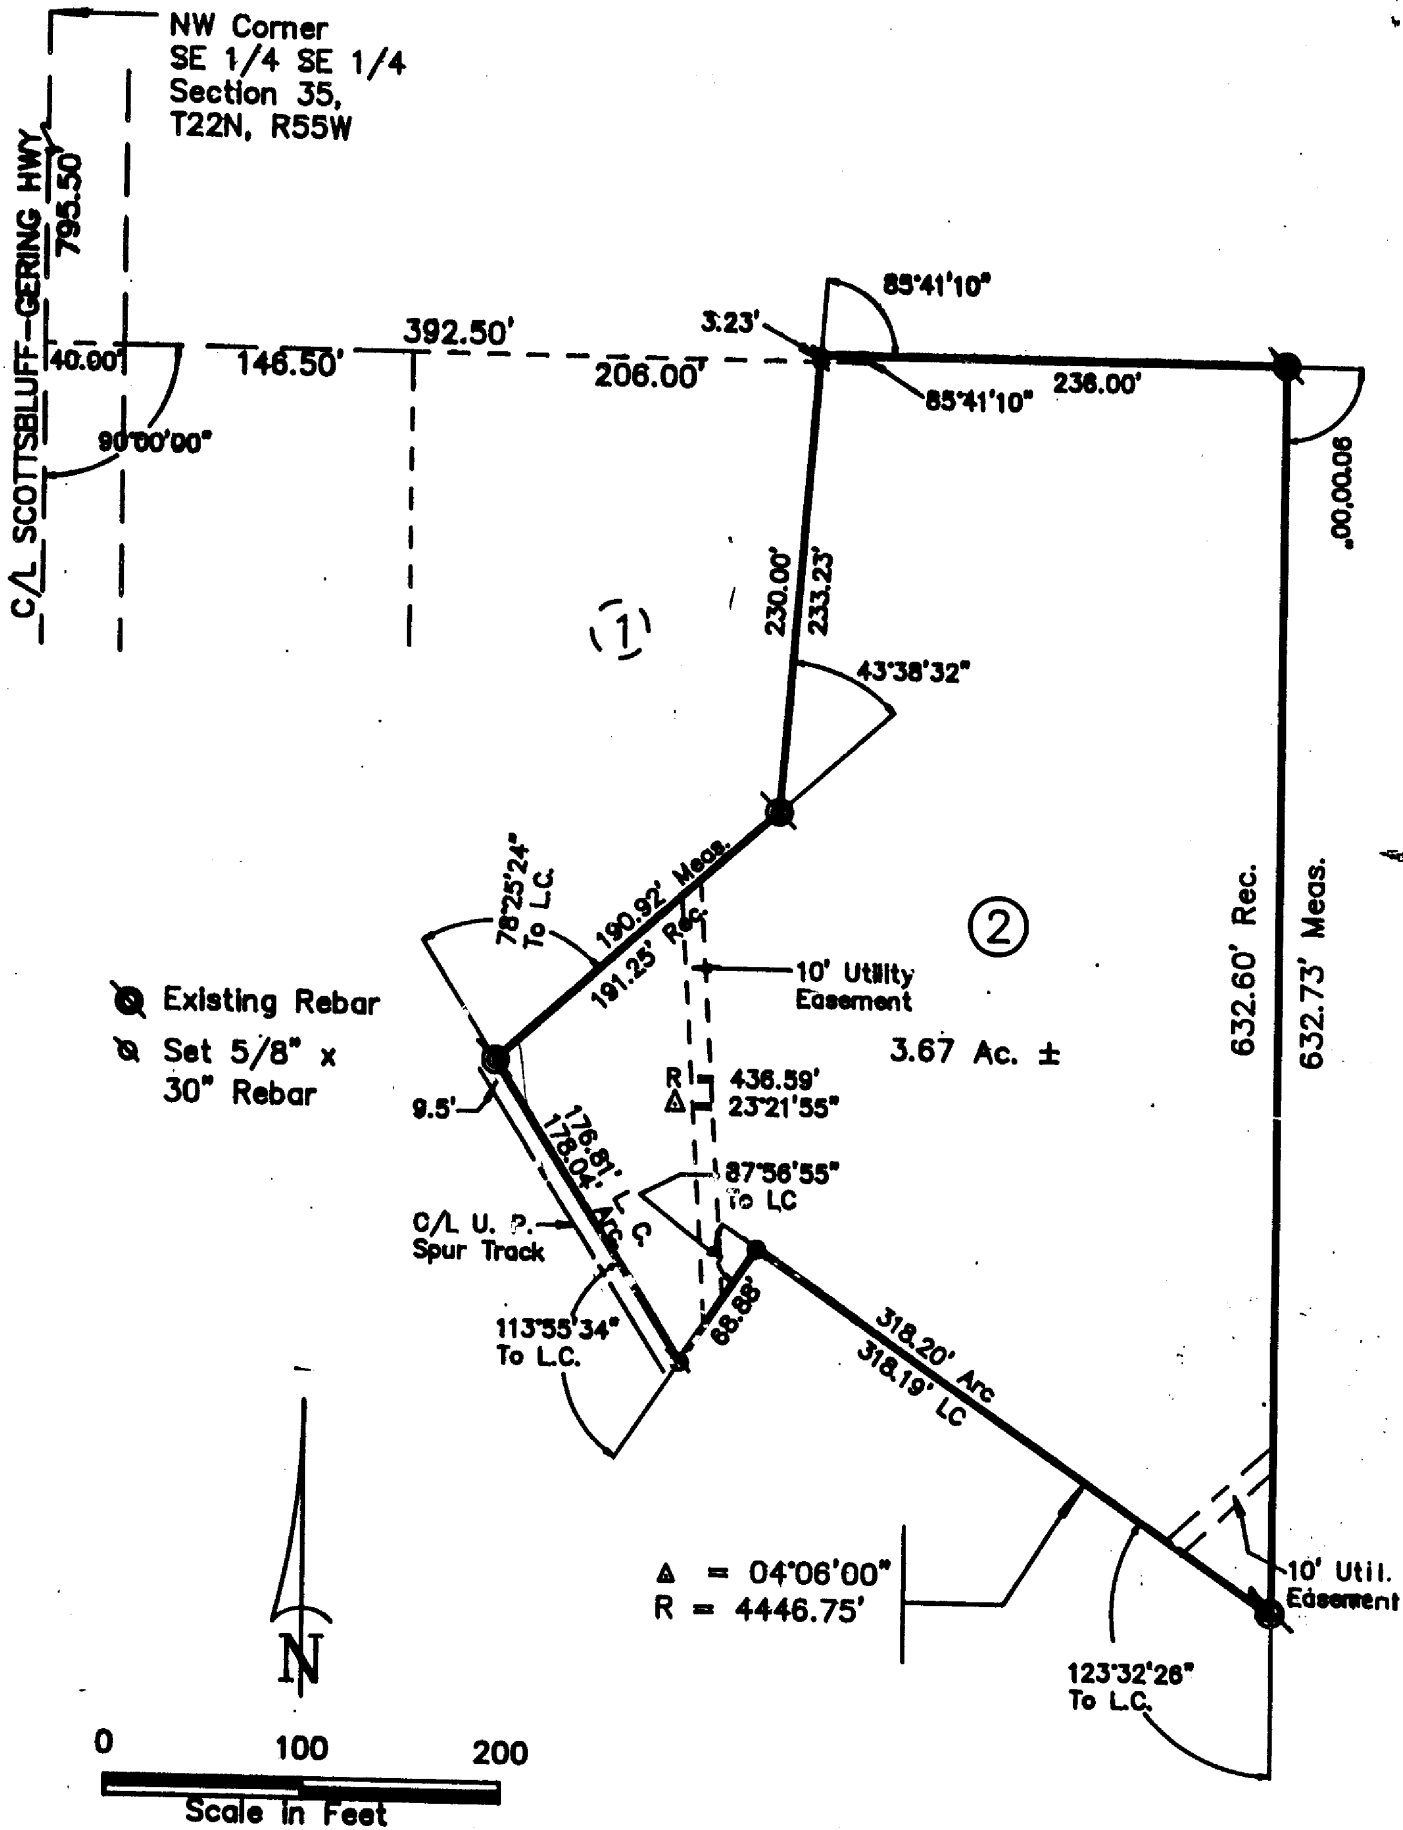 NW Corner
SE 1/4 SE 1/4
Section 35,
T22N, R55W
C/L SCOTTSBLUFF-GERING HWY
795.50'
40.00'
146.50'
392.50'
206.00'
90°00'00"
3.23'
85°41'10"
85°41'10"
236.00'
90°00'00"
230.00'
233.23'
1
43°38'32"
78°25'24"
To L.C.
190.92' Meas.
191.25' Rec.
10' Utility
Easement
2
3.67 Ac. ±
632.60' Rec.
632.73' Meas.
Existing Rebar
Set 5/8" x
30" Rebar
9.5'
R = 436.59'
Δ = 23°21'55"
176.81' L.C.
178.04' Arc
87°56'55"
To LC
C/L U. P.
Spur Track
68.88'
113°55'34"
To L.C.
318.20' Arc
318.19' LC
Δ = 04°06'00"
R = 4446.75'
10' Util.
Easement
123°32'26"
To L.C.
N
0 100 200
Scale in Feet